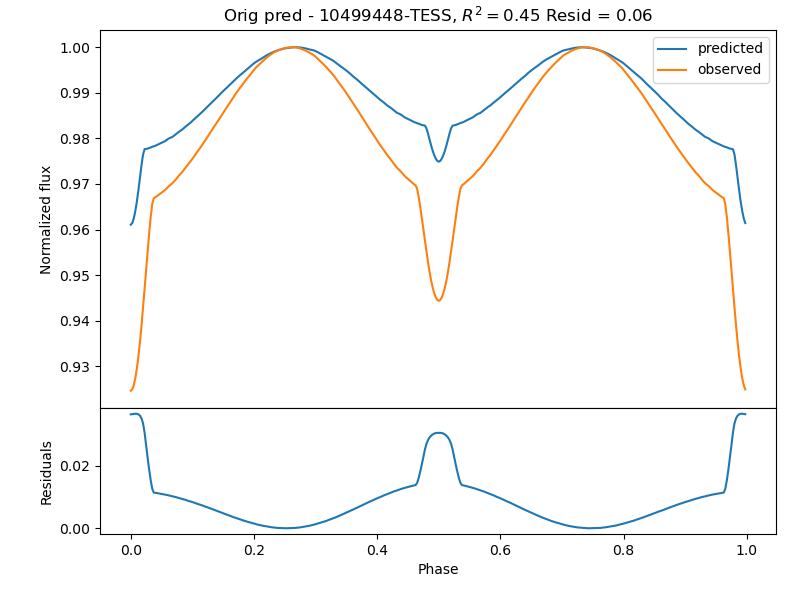 Orig pred - 10499448-TESS, R² = 0.45 Resid = 0.06
predicted
observed
Normalized flux
1.00
0.99
0.98
0.97
0.96
0.95
0.94
0.93
Residuals
0.02
0.00
0.0 0.2 0.4 0.6 0.8 1.0
Phase